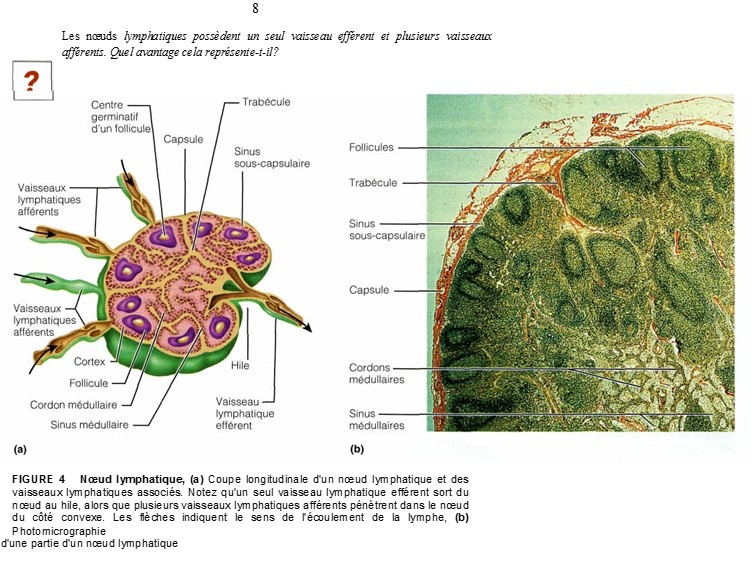 8
Les nœuds lymphatiques possèdent un seul vaisseau efférent et plusieurs vaisseaux
afférents. Quel avantage cela représente-t-il?
?
Centre
germinatif
d'un follicule
Trabécule
Capsule
Sinus
sous-capsulaire
Vaisseaux
lymphatiques
afférents
Vaisseaux
lymphatiques
afférents
Cortex
Follicule
Cordon médullaire
Sinus médullaire
Hile
Vaisseau
lymphatique
efférent
(a)
Follicules
Trabécule
Sinus
sous-capsulaire
Capsule
Cordons
médullaires
Sinus
médullaires
(b)
FIGURE 4 Nœud lymphatique, (a) Coupe longitudinale d'un nœud lymphatique et des
vaisseaux lymphatiques associés. Notez qu'un seul vaisseau lymphatique efférent sort du
nœud au hile, alors que plusieurs vaisseaux lymphatiques afférents pénètrent dans le nœud
du côté convexe. Les flèches indiquent le sens de l'écoulement de la lymphe, (b)
Photomicrographie
d'une partie d'un nœud lymphatique